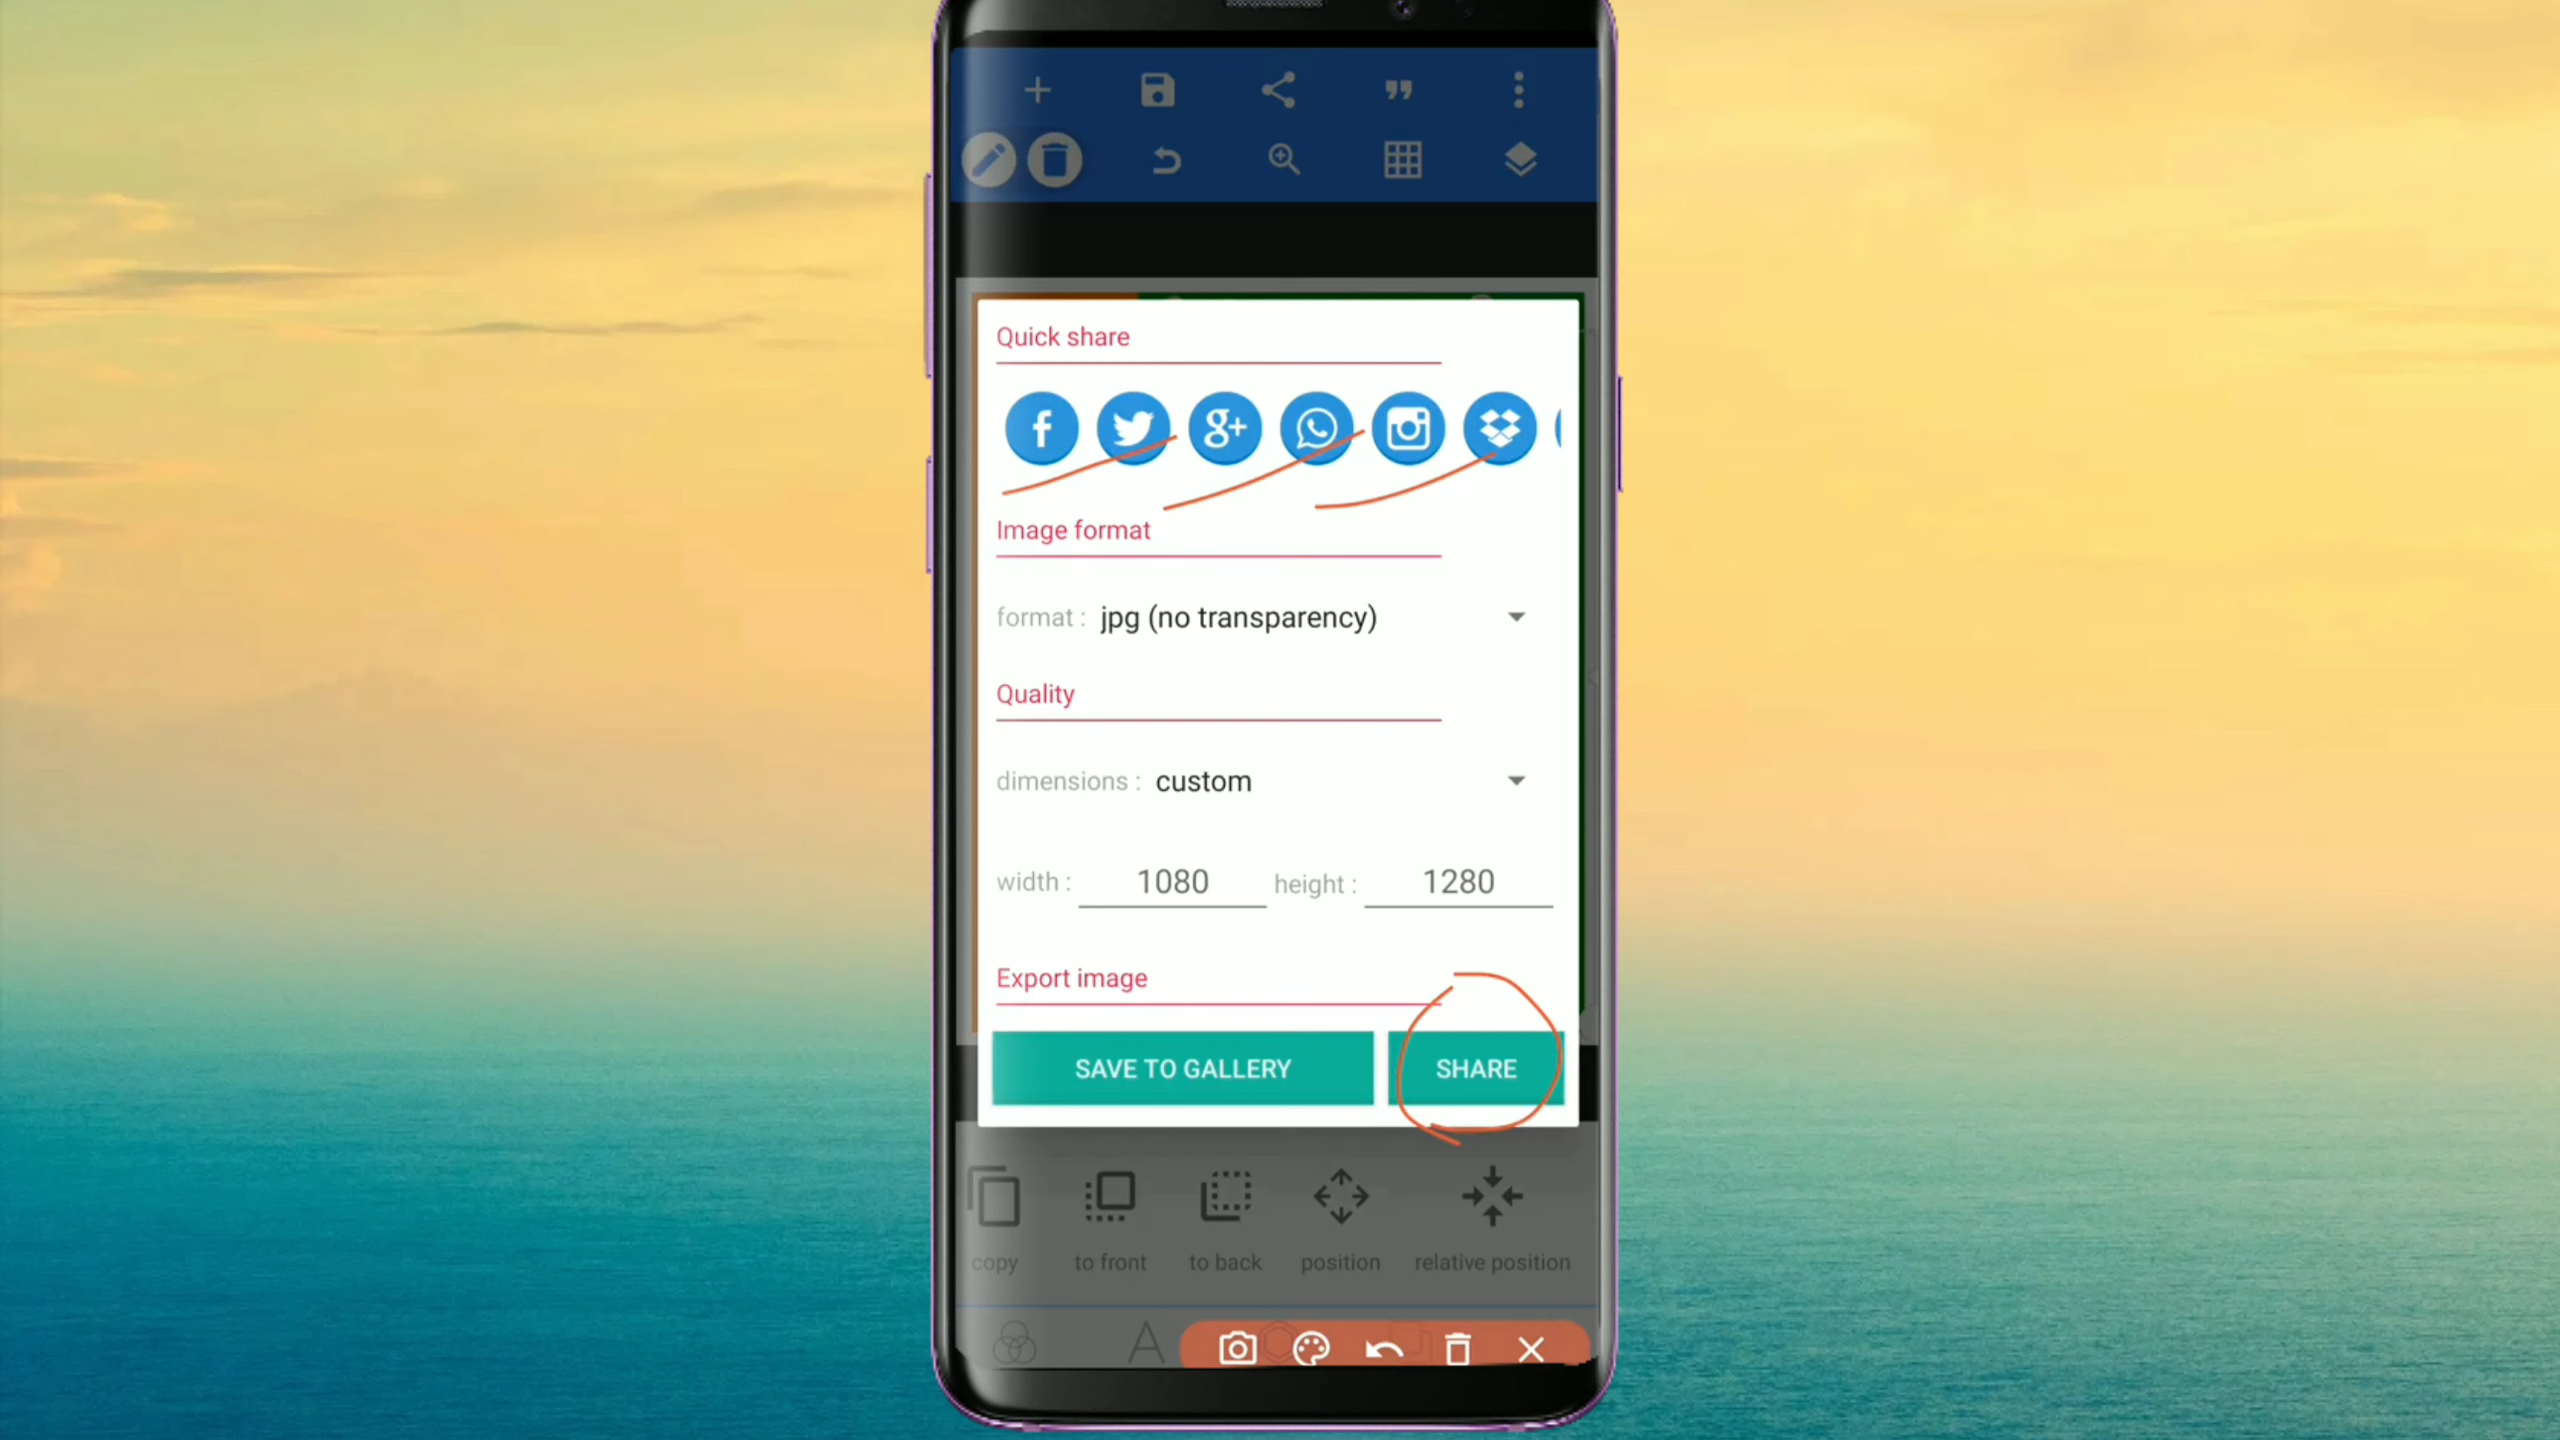 Quick share
f g+
Image format
format : jpg (no transparency)
Quality
dimensions : custom
width : 1080 height : 1280
Export image
SAVE TO GALLERY SHARE
copy to front to back position relative position
A